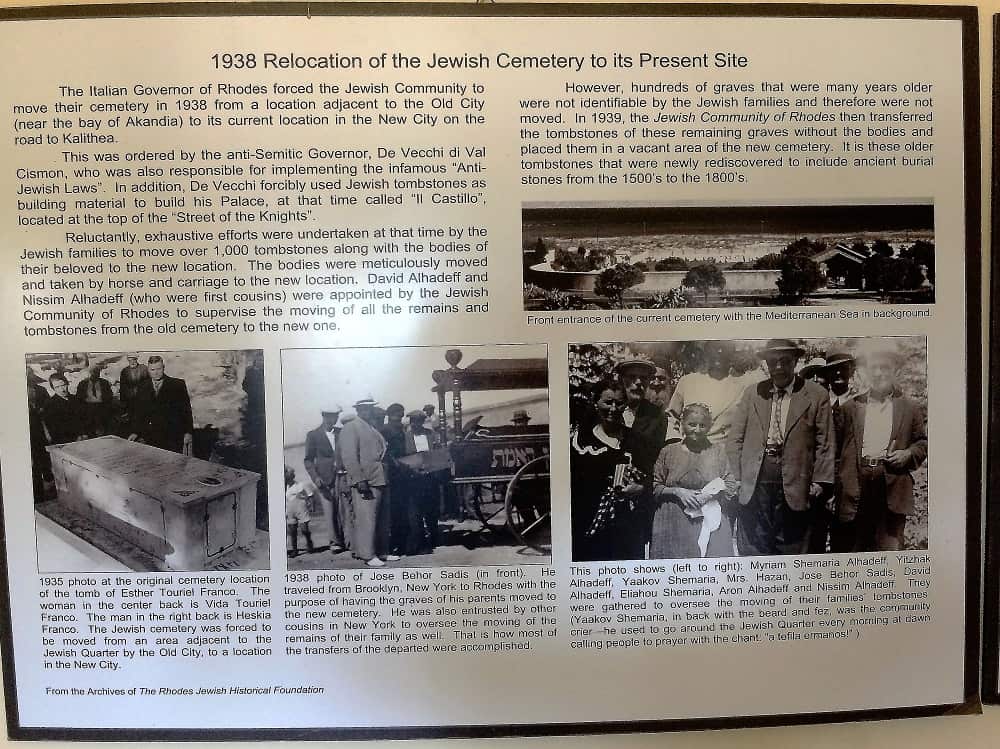 1938 Relocation of the Jewish Cemetery to its Present Site
The Italian Governor of Rhodes forced the Jewish Community to
move their cemetery in 1938 from a location adjacent to the Old City
(near the bay of Akandia) to its current location in the New City on the
road to Kalithea.
This was ordered by the anti-Semitic Governor, De Vecchi di Val
Cismon, who was also responsible for implementing the infamous "Anti-
Jewish Laws". In addition, De Vecchi forcibly used Jewish tombstones as
building material to build his Palace, at that time called "Il Castillo",
located at the top of the "Street of the Knights".
Reluctantly, exhaustive efforts were undertaken at that time by the
Jewish families to move over 1,000 tombstones along with the bodies of
their beloved to the new location. The bodies were meticulously moved
and taken by horse and carriage to the new location. David Alhadeff and
Nissim Alhadeff (who were first cousins) were appointed by the Jewish
Community of Rhodes to supervise the moving of all the remains and
tombstones from the old cemetery to the new one.
However, hundreds of graves that were many years older
were not identifiable by the Jewish families and therefore were not
moved. In 1939, the Jewish Community of Rhodes then transferred
the tombstones of these remaining graves without the bodies and
placed them in a vacant area of the new cemetery. It is these older
tombstones that were newly rediscovered to include ancient burial
stones from the 1500's to the 1800's.
Front entrance of the current cemetery with the Mediterranean Sea in background.
1935 photo at the original cemetery location
of the tomb of Esther Touriel Franco. The
woman in the center back is Vida Touriel
Franco. The man in the right back is Heskia
Franco. The Jewish cemetery was forced to
be moved from an area adjacent to the
Jewish Quarter by the Old City, to a location
in the New City.
1938 photo of Jose Behor Sadis (in front). He
traveled from Brooklyn, New York to Rhodes with the
purpose of having the graves of his parents moved to
the new cemetery. He was also entrusted by other
cousins in New York to oversee the moving of the
remains of their family as well. That is how most of
the transfers of the departed were accomplished.
This photo shows (left to right): Myriam Shemaria Alhadeff, Yitzhak
Alhadeff, Yaakov Shemaria, Mrs. Hazan, Jose Behor Sadis, David
Alhadeff, Eliahou Shemaria, Aron Alhadeff and Nissim Alhadeff. They
were gathered to oversee the moving of their families' tombstones
(Yaakov Shemaria, in back with the beard and fez, was the community
crier –he used to go around the Jewish Quarter every morning at dawn
calling people to prayer with the chant: "a tefila ermanos!" )
From the Archives of The Rhodes Jewish Historical Foundation